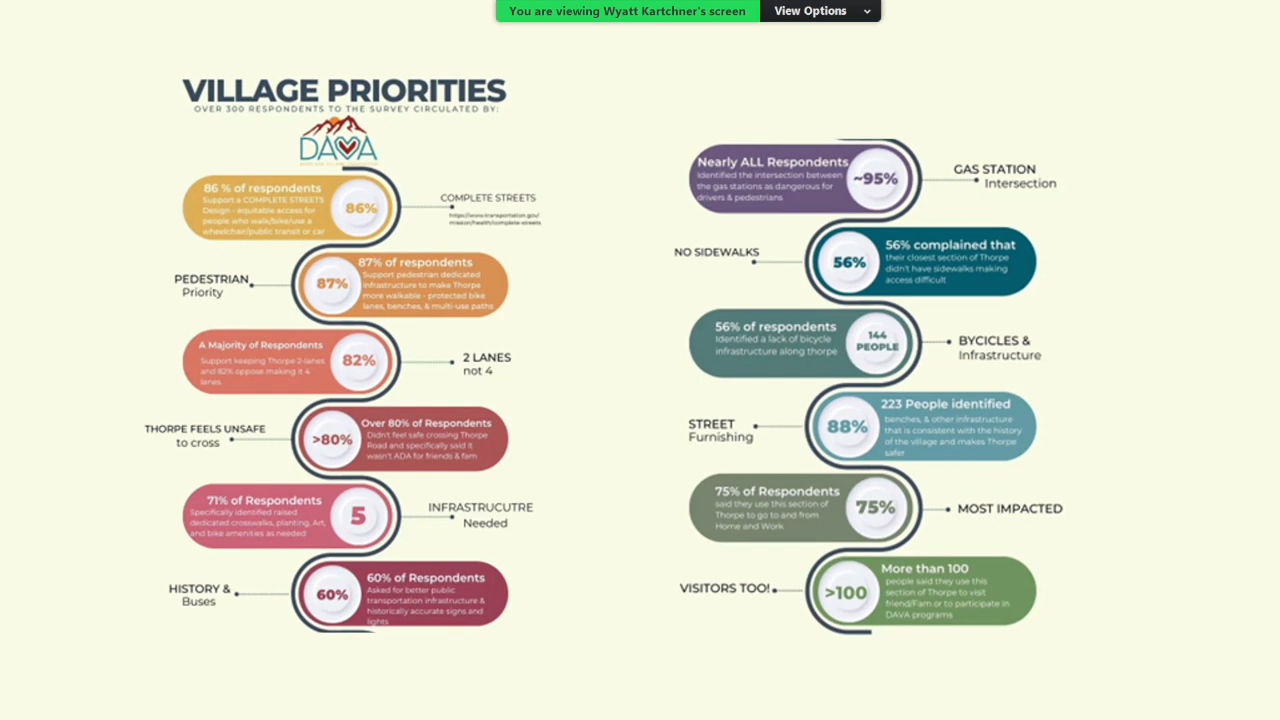 You are viewing Wyatt Kartchner's screen
View Options
VILLAGE PRIORITIES
OVER 300 RESPONDENTS TO THE SURVEY CIRCULATED BY:
DAVA
86 % of respondents
Support a COMPLETE STREETS
Design - equitable access for
people who walk/bike/use a
wheelchair/public transit or car
86%
COMPLETE STREETS
https://www.transportation.gov/
mission/health/complete-streets
PEDESTRIAN
Priority
87%
87% of respondents
Support pedestrian dedicated
infrastructure to make Thorpe
more walkable - protected bike
lanes, benches, & multi-use paths
A Majority of Respondents
Support keeping Thorpe 2-lanes
and 82% oppose making it 4
lanes
82%
2 LANES
not 4
THORPE FEELS UNSAFE
to cross
>80%
Over 80% of Respondents
Didn't feel safe crossing Thorpe
Road and specifically said it
wasn't ADA for friends & fam
71% of Respondents
Specifically identified raised
dedicated crosswalks, planting, Art,
and bike amenities as needed
5
INFRASTRUCUTRE
Needed
HISTORY &
Buses
60%
60% of Respondents
Asked for better public
transportation infrastructure &
historically accurate signs and
lights
Nearly ALL Respondents
Identified the intersection between
the gas stations as dangerous for
drivers & pedestrians
~95%
GAS STATION
Intersection
NO SIDEWALKS
56%
56% complained that
their closest section of Thorpe
didn't have sidewalks making
access difficult
56% of respondents
Identified a lack of bicycle
infrastructure along thorpe
144
PEOPLE
BYCICLES &
Infrastructure
STREET
Furnishing
88%
223 People identified
benches, & other infrastructure
that is consistent with the history
of the village and makes Thorpe
safer
75% of Respondents
said they use this section of
Thorpe to go to and from
Home and Work
75%
MOST IMPACTED
VISITORS TOO!
>100
More than 100
people said they use this
section of Thorpe to visit
friend/Fam or to participate in
DAVA programs